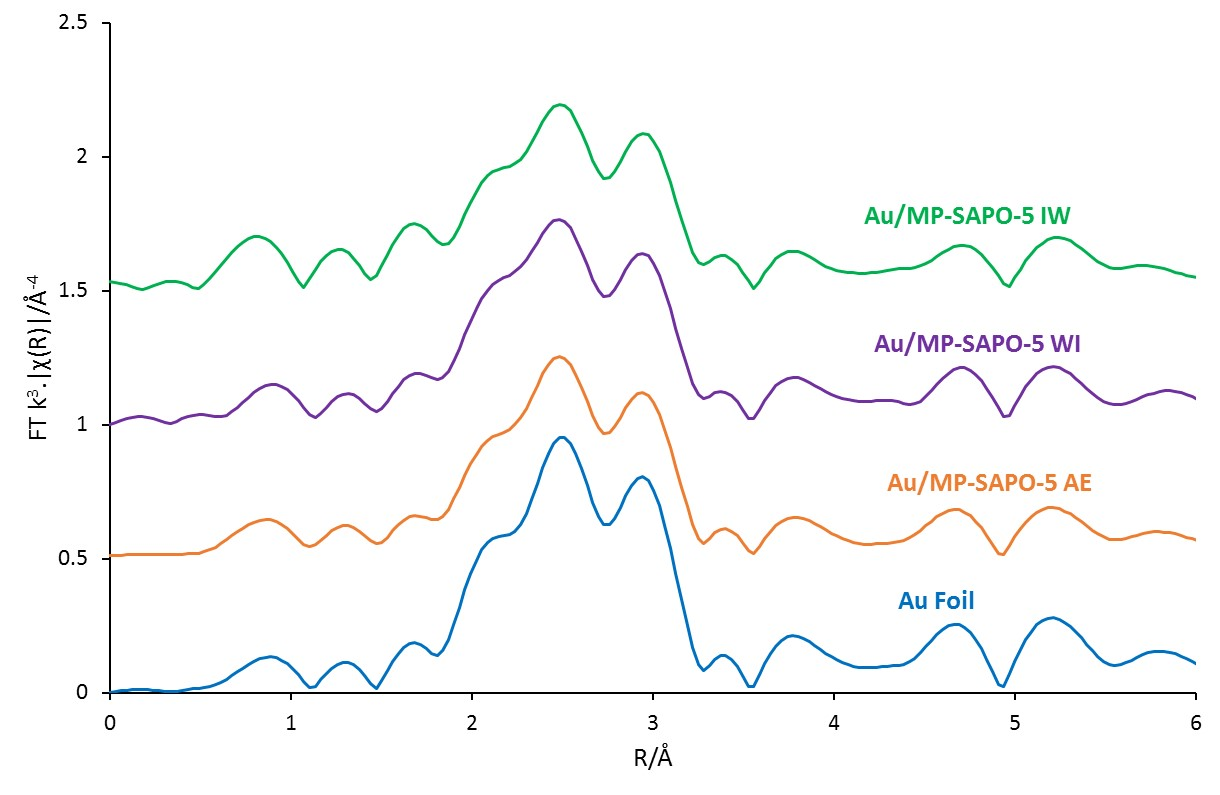 2.5
2
1.5
1
0.5
0
FT k³·|χ(R)|/Å⁻⁴
Au/MP-SAPO-5 IW
Au/MP-SAPO-5 WI
Au/MP-SAPO-5 AE
Au Foil
0 1 2 3 4 5 6
R/Å